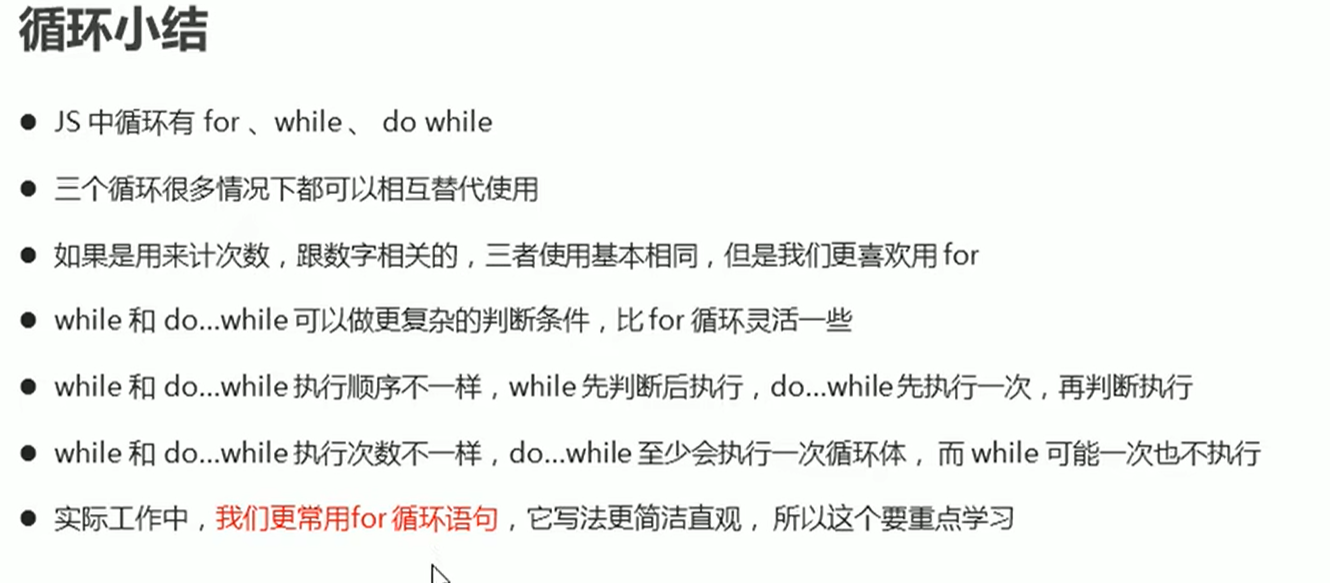 循环小结
● JS 中循环有 for 、while 、 do while
● 三个循环很多情况下都可以相互替代使用
● 如果是用来计次数，跟数字相关的，三者使用基本相同，但是我们更喜欢用 for
● while 和 do...while 可以做更复杂的判断条件，比 for 循环灵活一些
● while 和 do...while 执行顺序不一样，while 先判断后执行，do...while 先执行一次，再判断执行
● while 和 do...while 执行次数不一样，do...while 至少会执行一次循环体， 而 while 可能一次也不执行
● 实际工作中，我们更常用for 循环语句，它写法更简洁直观， 所以这个要重点学习